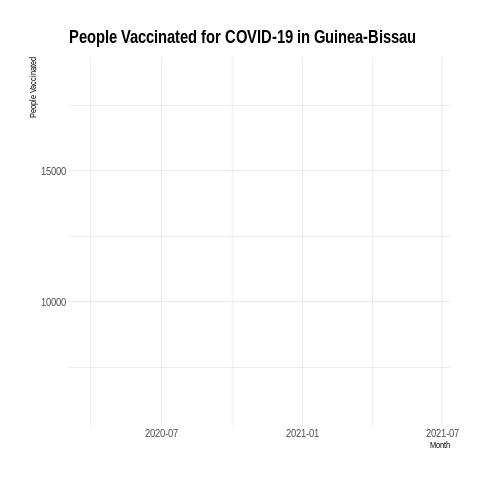 People Vaccinated for COVID-19 in Guinea-Bissau
People Vaccinated
15000
10000
2020-07 2021-01 2021-07
Month